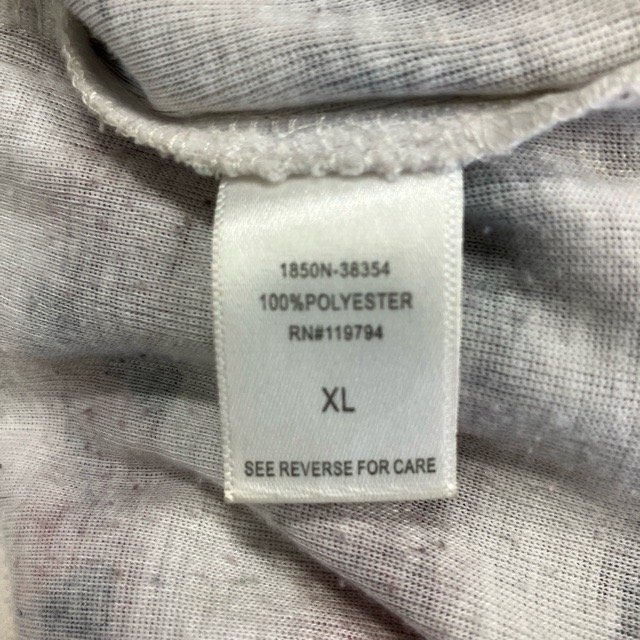 1850N-38354
100%POLYESTER
RN#119794
XL
SEE REVERSE FOR CARE